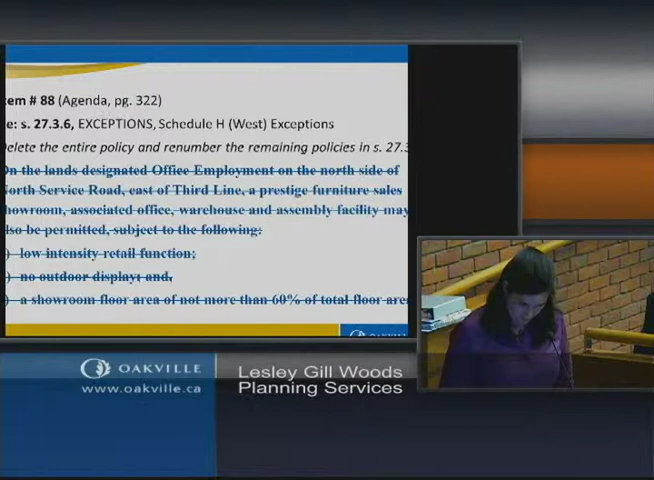 tem # 88 (Agenda, pg. 322)
e: s. 27.3.6, EXCEPTIONS, Schedule H (West) Exceptions
elete the entire policy and renumber the remaining policies in s. 27.3
On the lands designated Office Employment on the north side of
North Service Road, east of Third Line, a prestige furniture sales
howroom, associated office, warehouse and assembly facility may
lso be permitted, subject to the following:
) low intensity retail function;
) no outdoor display; and,
) a showroom floor area of not more than 60% of total floor are
OAKVILLE
OAKVILLE
www.oakville.ca
Lesley Gill Woods
Planning Services